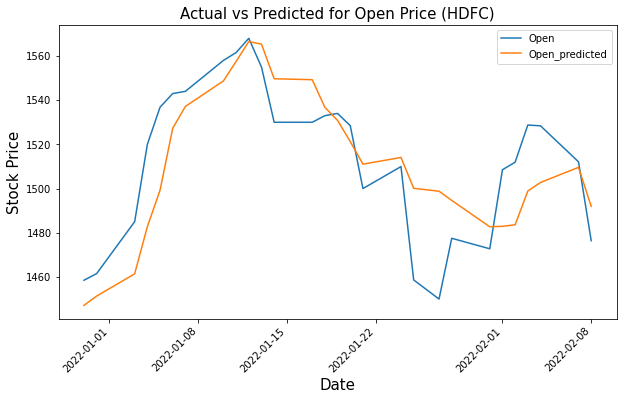 Actual vs Predicted for Open Price (HDFC)
Open
Open_predicted
Stock Price
1560
1540
1520
1500
1480
1460
2022-01-01
2022-01-08
2022-01-15
2022-01-22
2022-02-01
2022-02-08
Date